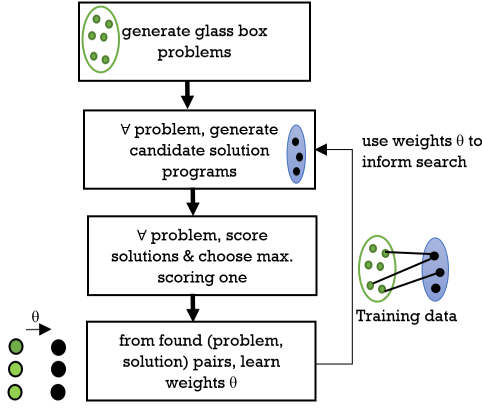 generate glass box
problems
∀ problem, generate
candidate solution
programs
use weights θ to
inform search
∀ problem, score
solutions & choose max.
scoring one
Training data
θ
from found (problem,
solution) pairs, learn
weights θ